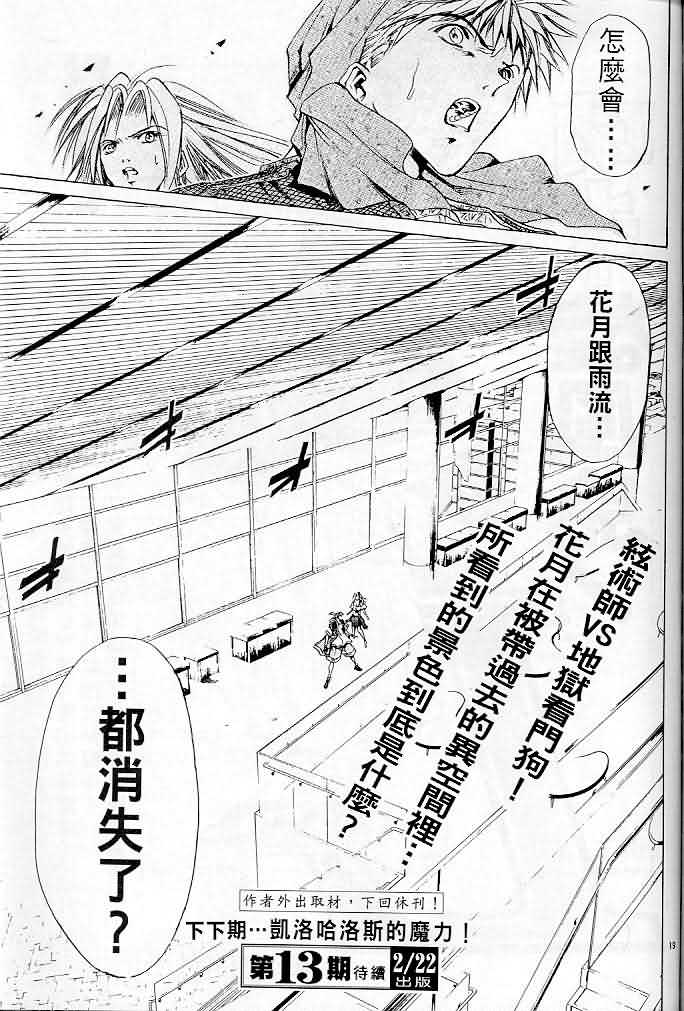 怎麼會……
花月跟雨流…
絃術師VS地獄看門狗！
花月在被帶過去的異空間裡…
所看到的景色到底是什麼？
…都消失了？
作者外出取材，下回休刊！
下下期…凱洛哈洛斯的魔力！
第13期待續 2/22出版